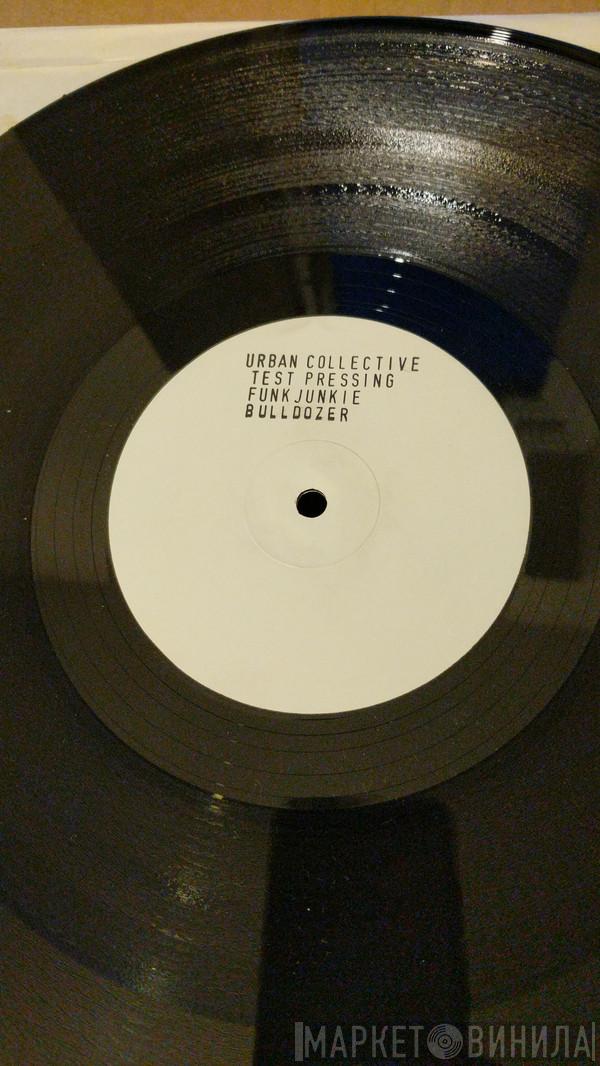 URBAN COLLECTIVE
TEST PRESSING
FUNKJUNKIE
BULLDOZER
МАРКЕТ ВИНИЛА